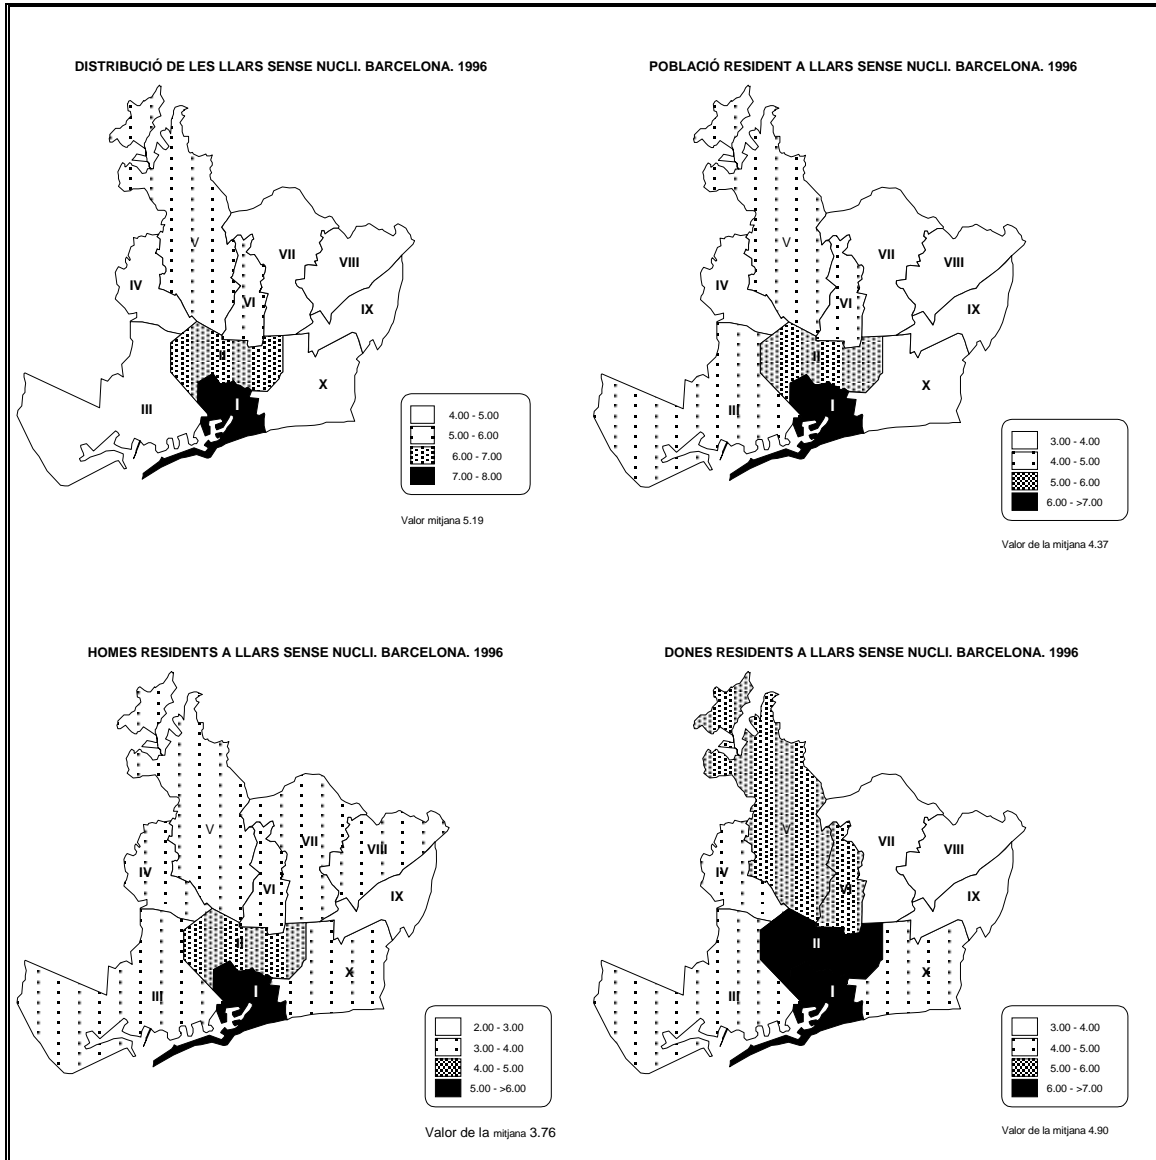 DISTRIBUCIÓ DE LES LLARS SENSE NUCLI. BARCELONA. 1996
V
VII
VIII
IV
VI
IX
II
X
III
I
4.00 - 5.00
5.00 - 6.00
6.00 - 7.00
7.00 - 8.00
Valor mitjana 5.19
POBLACIÓ RESIDENT A LLARS SENSE NUCLI. BARCELONA. 1996
V
VII
VIII
IV
VI
IX
II
X
III
I
3.00 - 4.00
4.00 - 5.00
5.00 - 6.00
6.00 - >7.00
Valor de la mitjana 4.37
HOMES RESIDENTS A LLARS SENSE NUCLI. BARCELONA. 1996
V
VII
VIII
IV
VI
IX
II
X
III
I
2.00 - 3.00
3.00 - 4.00
4.00 - 5.00
5.00 - >6.00
Valor de la mitjana 3.76
DONES RESIDENTS A LLARS SENSE NUCLI. BARCELONA. 1996
V
VII
VIII
IV
VI
IX
II
X
III
I
3.00 - 4.00
4.00 - 5.00
5.00 - 6.00
6.00 - >7.00
Valor de la mitjana 4.90